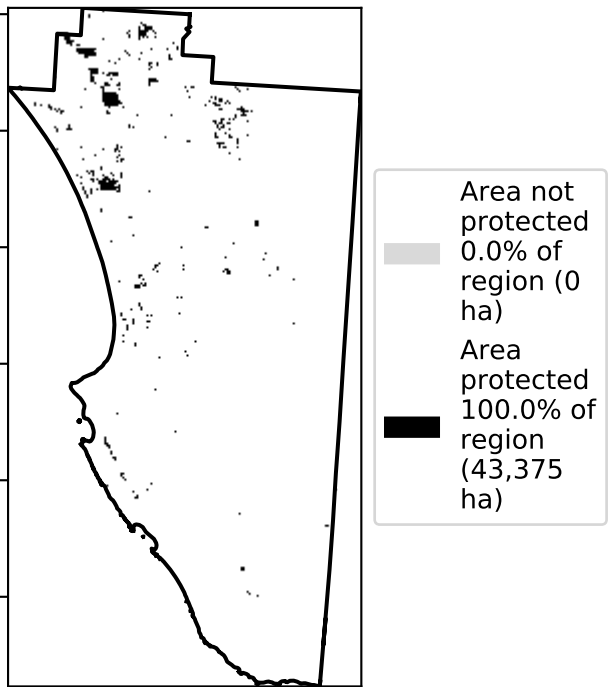 Area not
protected
0.0% of
region (0
ha)
Area
protected
100.0% of
region
(43,375
ha)